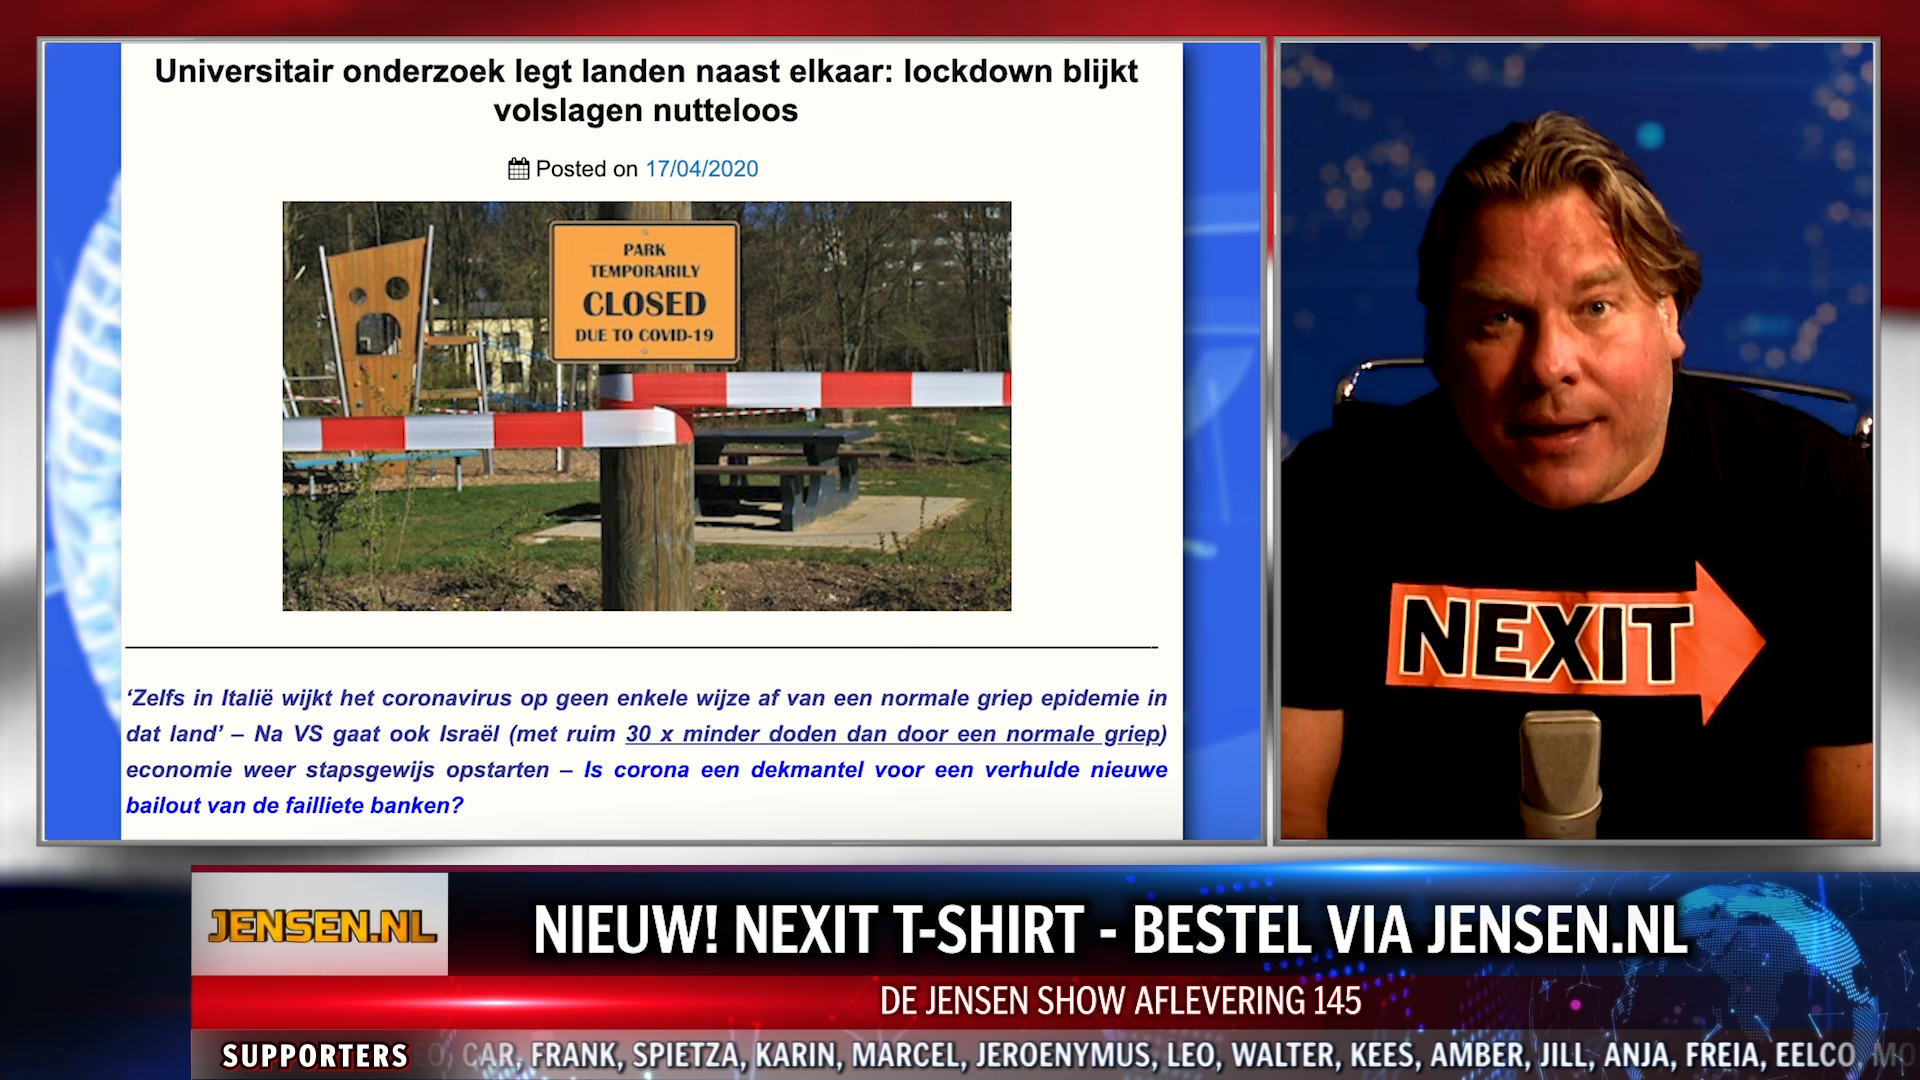 Universitair onderzoek legt landen naast elkaar: lockdown blijkt
volslagen nutteloos
Posted on 17/04/2020
PARK
TEMPORARILY
CLOSED
DUE TO COVID-19
‘Zelfs in Italië wijkt het coronavirus op geen enkele wijze af van een normale griep epidemie in
dat land’ – Na VS gaat ook Israël (met ruim 30 x minder doden dan door een normale griep)
economie weer stapsgewijs opstarten – Is corona een dekmantel voor een verhulde nieuwe
bailout van de failliete banken?
NEXIT
JENSEN.NL
NIEUW! NEXIT T-SHIRT - BESTEL VIA JENSEN.NL
DE JENSEN SHOW AFLEVERING 145
SUPPORTERS
CAR, FRANK, SPIETZA, KARIN, MARCEL, JEROENYMUS, LEO, WALTER, KEES, AMBER, JILL, ANJA, FREIA, EELCO,